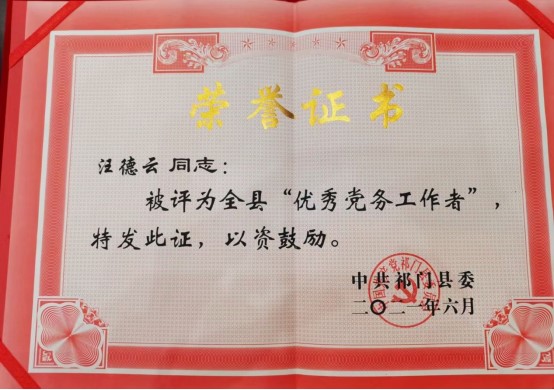 荣誉证书
汪德云 同志：
被评为全县“优秀党务工作者”，
特发此证，以资鼓励。
中共祁门县委
二〇二一年六月